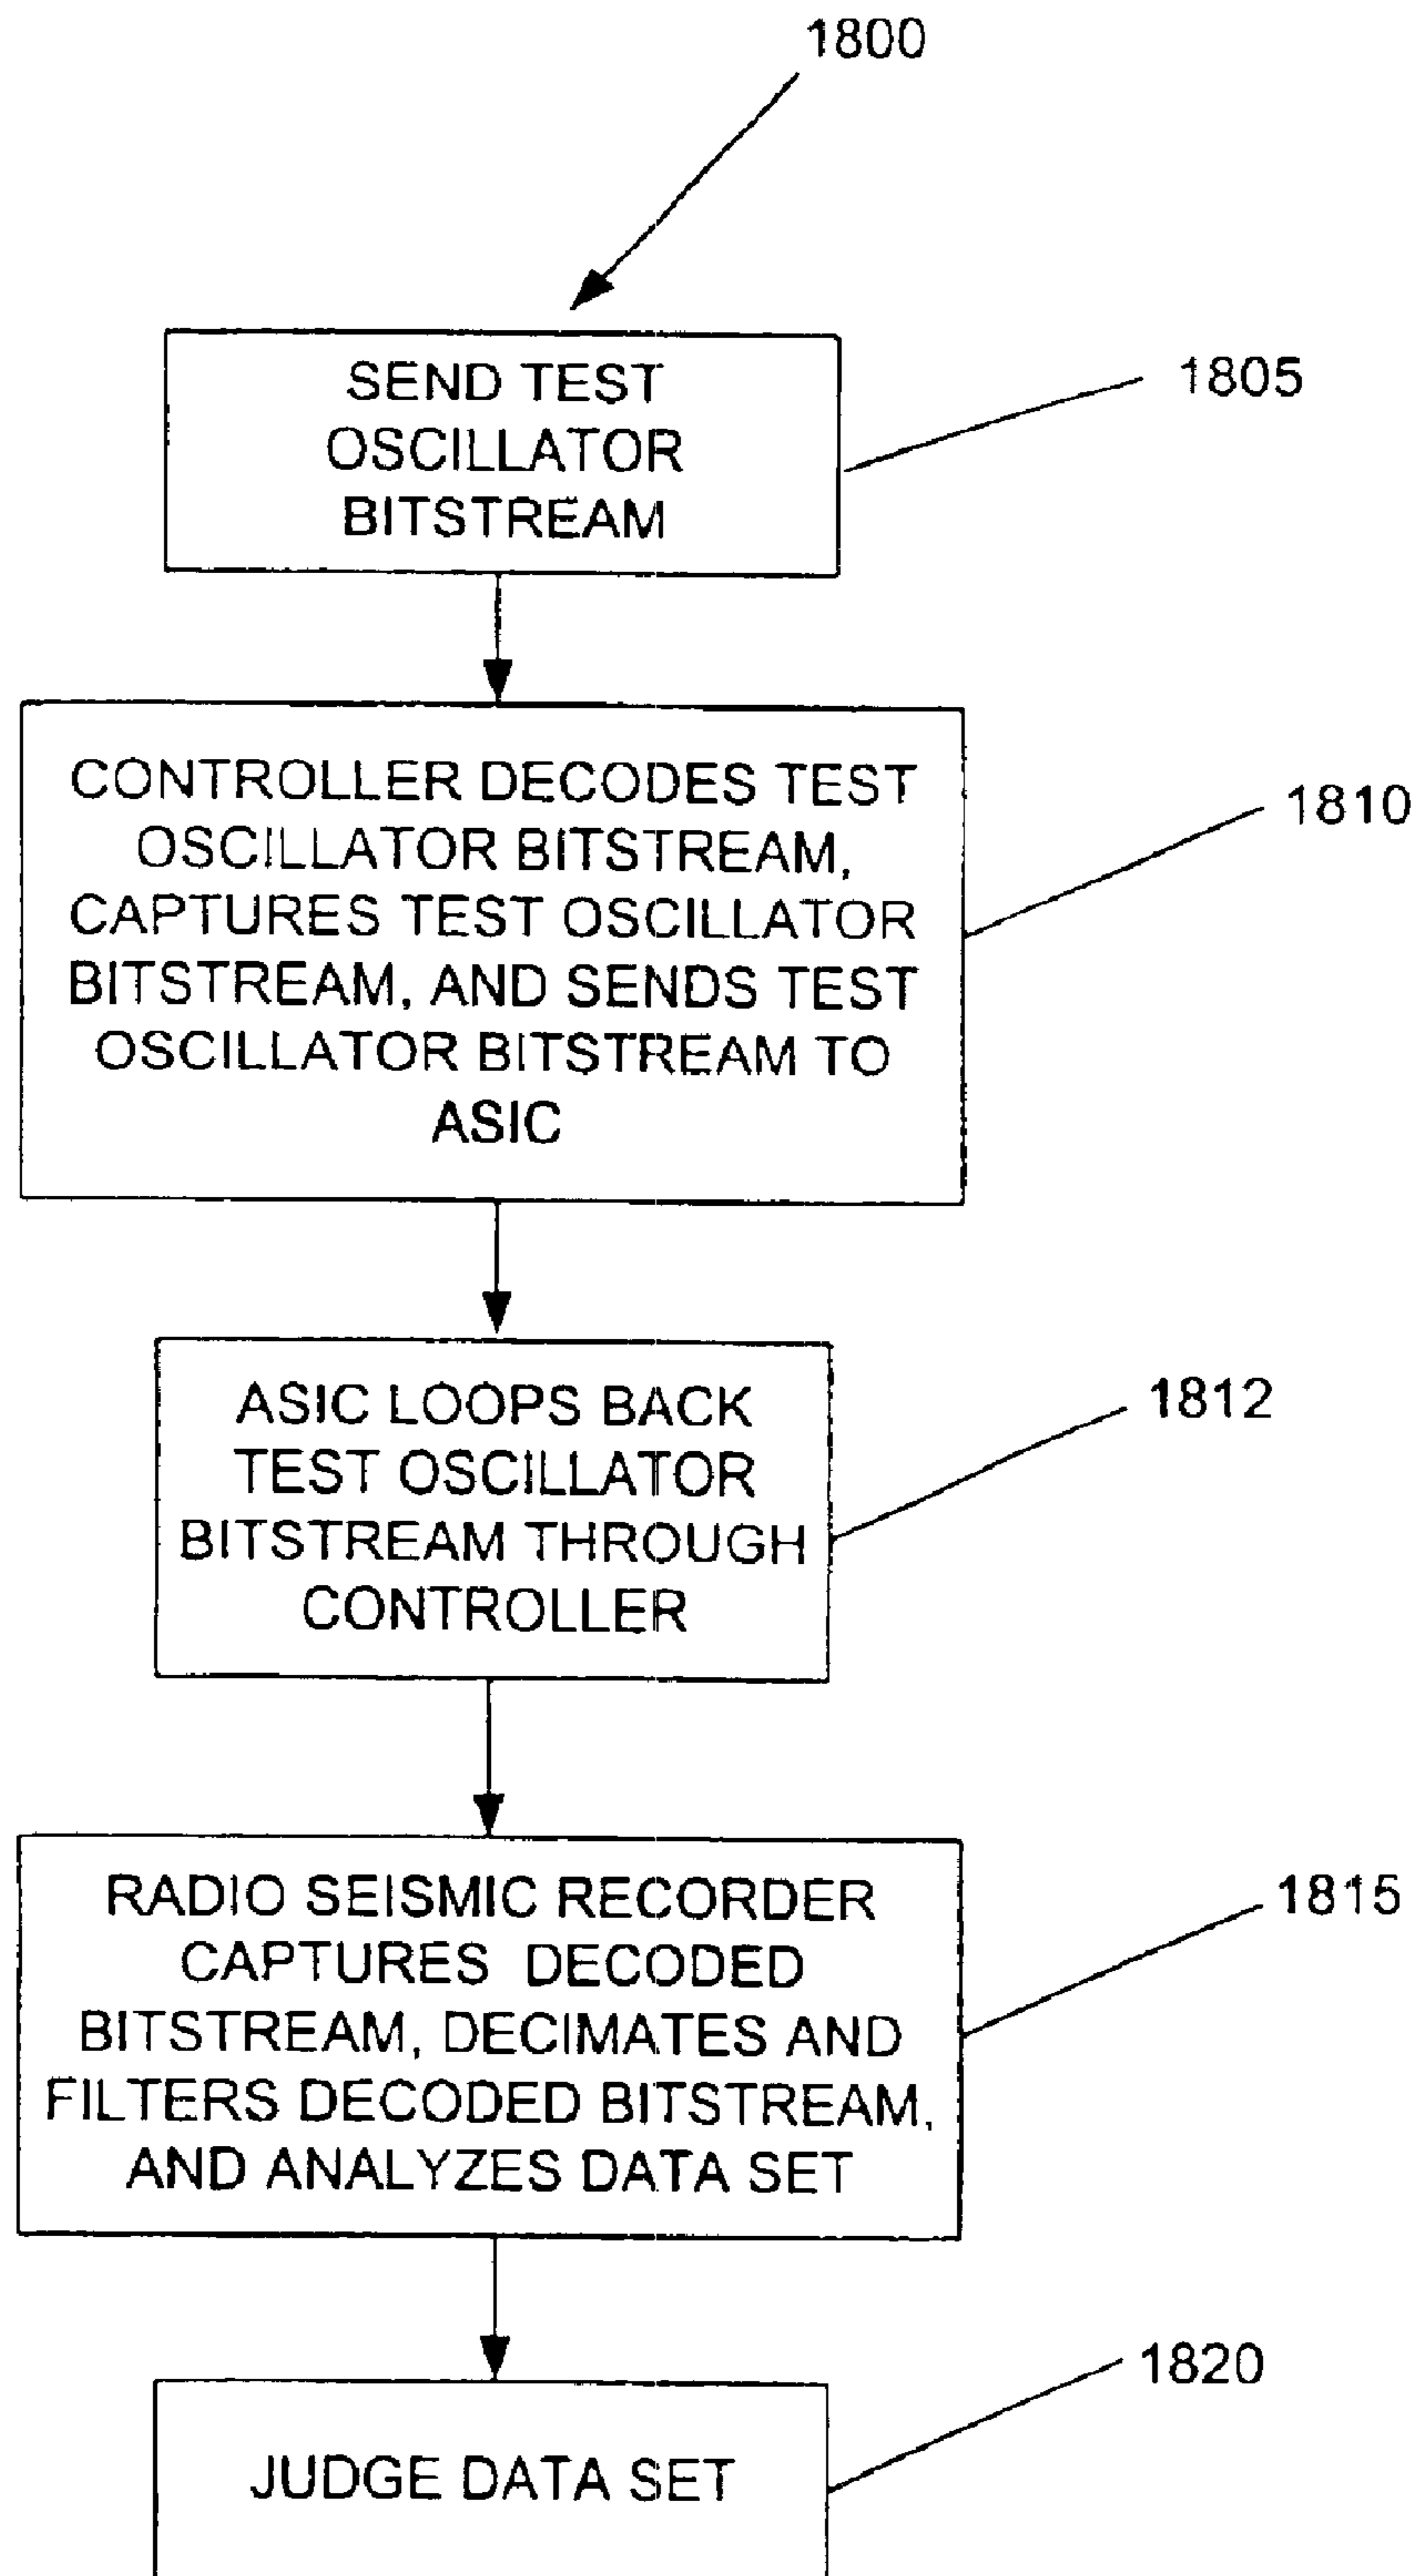 1800
SEND TEST
OSCILLATOR
BITSTREAM
1805
CONTROLLER DECODES TEST
OSCILLATOR BITSTREAM,
CAPTURES TEST OSCILLATOR
BITSTREAM, AND SENDS TEST
OSCILLATOR BITSTREAM TO
ASIC
1810
ASIC LOOPS BACK
TEST OSCILLATOR
BITSTREAM THROUGH
CONTROLLER
1812
RADIO SEISMIC RECORDER
CAPTURES DECODED
BITSTREAM, DECIMATES AND
FILTERS DECODED BITSTREAM,
AND ANALYZES DATA SET
1815
JUDGE DATA SET
1820